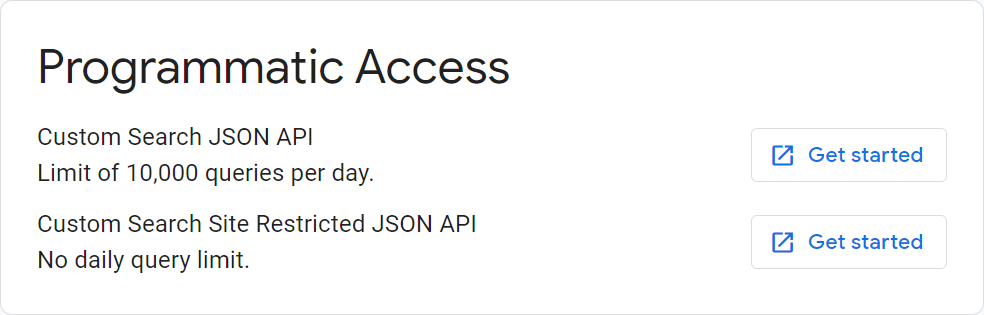 Programmatic Access
Custom Search JSON API
Limit of 10,000 queries per day.
Get started
Custom Search Site Restricted JSON API
No daily query limit.
Get started